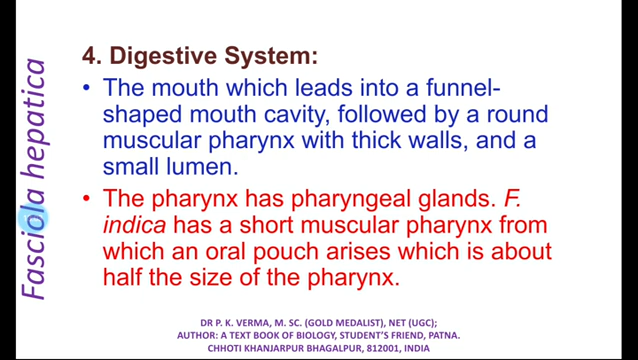 Fasciola hepatica
4. Digestive System:
• The mouth which leads into a funnel-
shaped mouth cavity, followed by a round
muscular pharynx with thick walls, and a
small lumen.
• The pharynx has pharyngeal glands. F.
indica has a short muscular pharynx from
which an oral pouch arises which is about
half the size of the pharynx.
DR P. K. VERMA, M. SC. (GOLD MEDALIST), NET (UGC);
AUTHOR: A TEXT BOOK OF BIOLOGY, STUDENT'S FRIEND, PATNA.
CHHOTI KHANJARPUR BHAGALPUR, 812001, INDIA